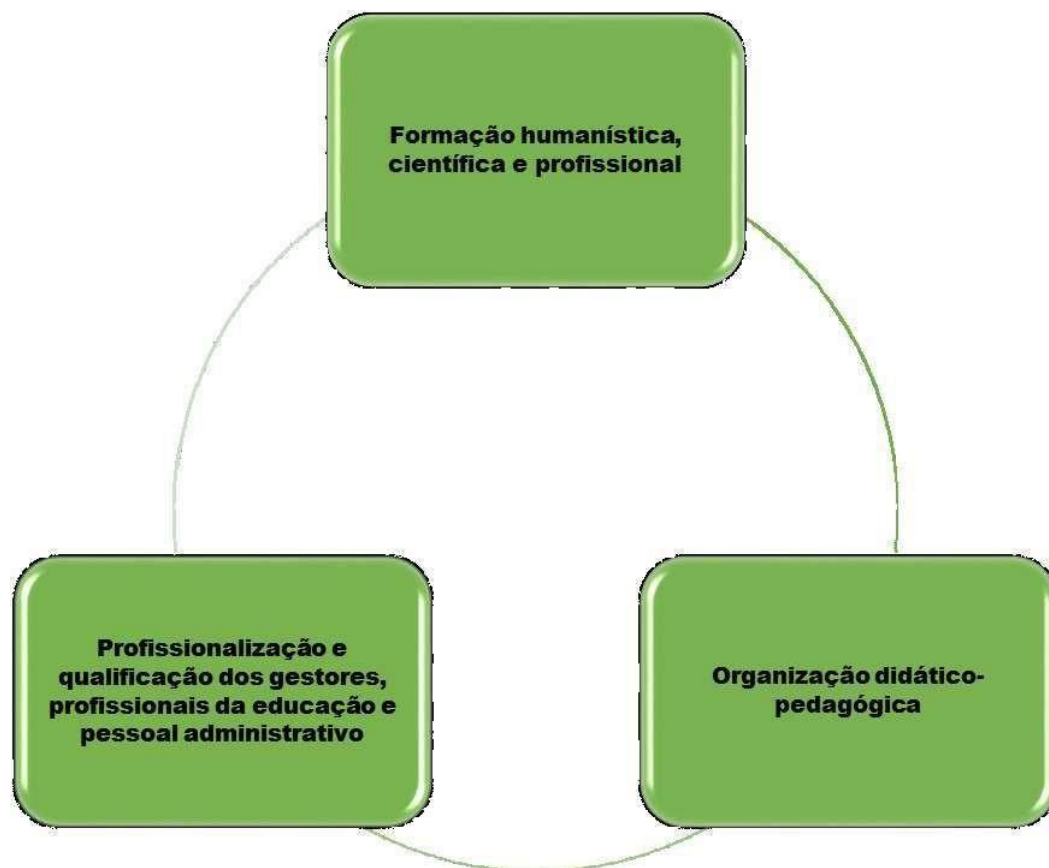 Formação humanística,
científica e profissional
Profissionalização e
qualificação dos gestores,
profissionais da educação e
pessoal administrativo
Organização didático-
pedagógica